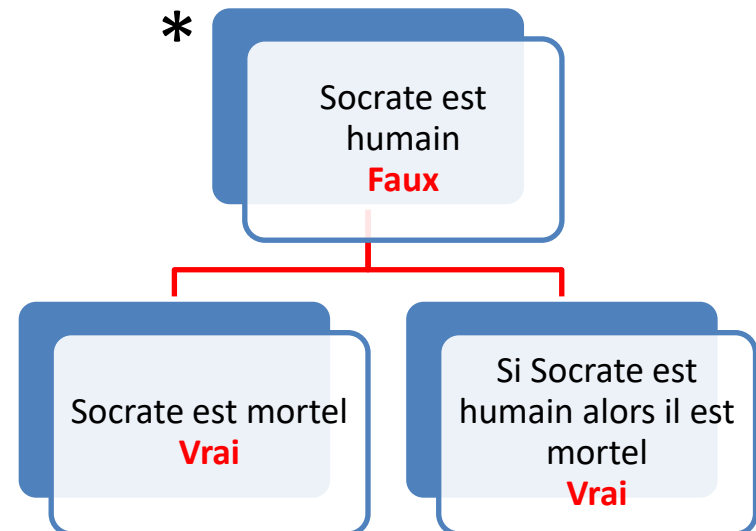 *
Socrate est
humain
Faux
Socrate est mortel
Vrai
Si Socrate est
humain alors il est
mortel
Vrai